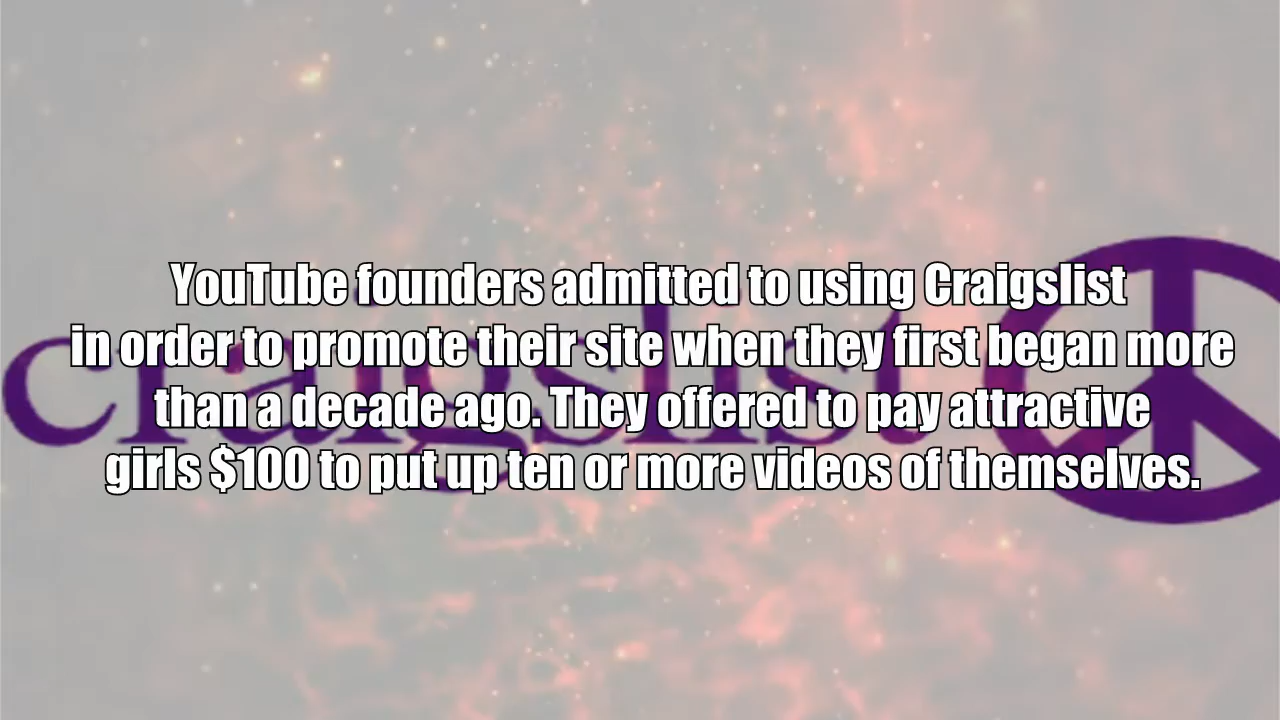 YouTube founders admitted to using Craigslist
in order to promote their site when they first began more
than a decade ago. They offered to pay attractive
girls $100 to put up ten or more videos of themselves.
craigslist